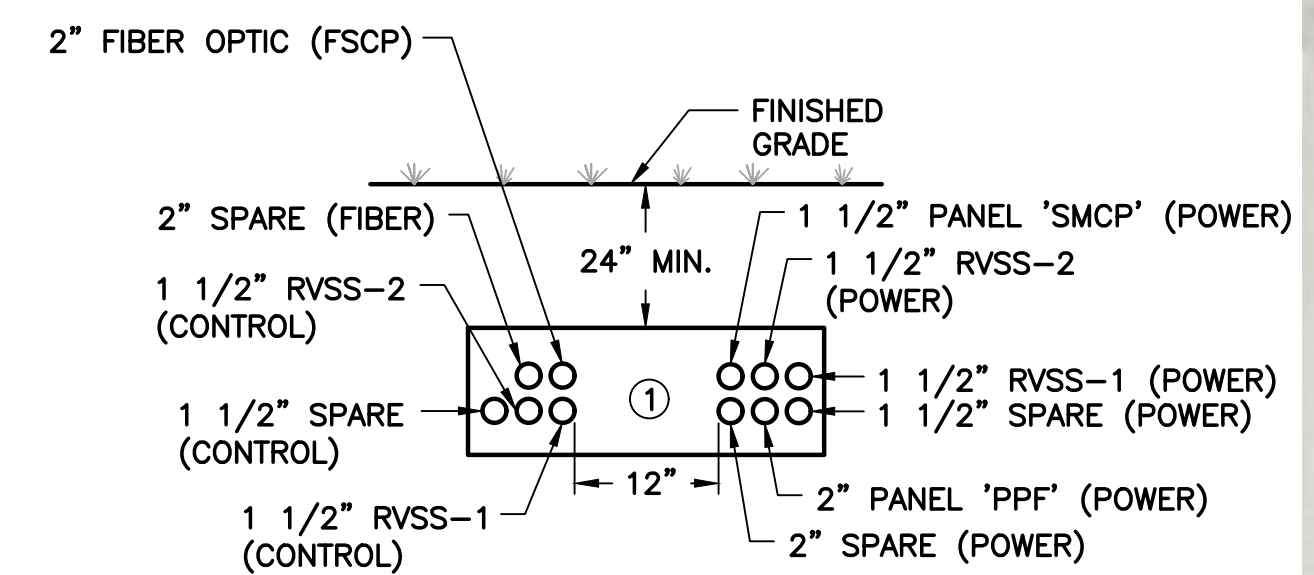 2" FIBER OPTIC (FSCP)
FINISHED
GRADE
2" SPARE (FIBER)
1 1/2" PANEL 'SMCP' (POWER)
24" MIN.
1 1/2" RVSS-2
(POWER)
1 1/2" RVSS-2
(CONTROL)
1 1/2" RVSS-1 (POWER)
1
1 1/2" SPARE
(CONTROL)
1 1/2" SPARE (POWER)
12"
2" PANEL 'PPF' (POWER)
1 1/2" RVSS-1
(CONTROL)
2" SPARE (POWER)